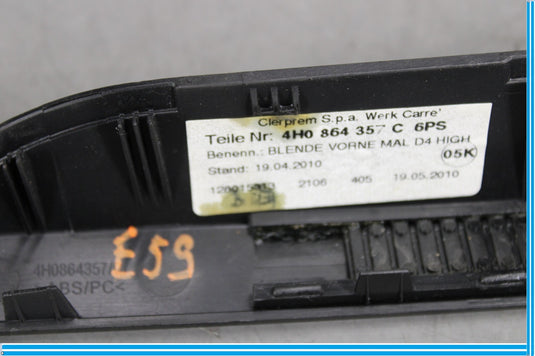 Clerprem S.p.a. Werk Carre'
Teile Nr: 4H0 864 357 C 6PS
Benenn.: BLENDE VORNE MAL D4 HIGH
Stand: 19.04.2010
05K
2106 405 19.05.2010
4H0864357/
E59
ABS/PC<